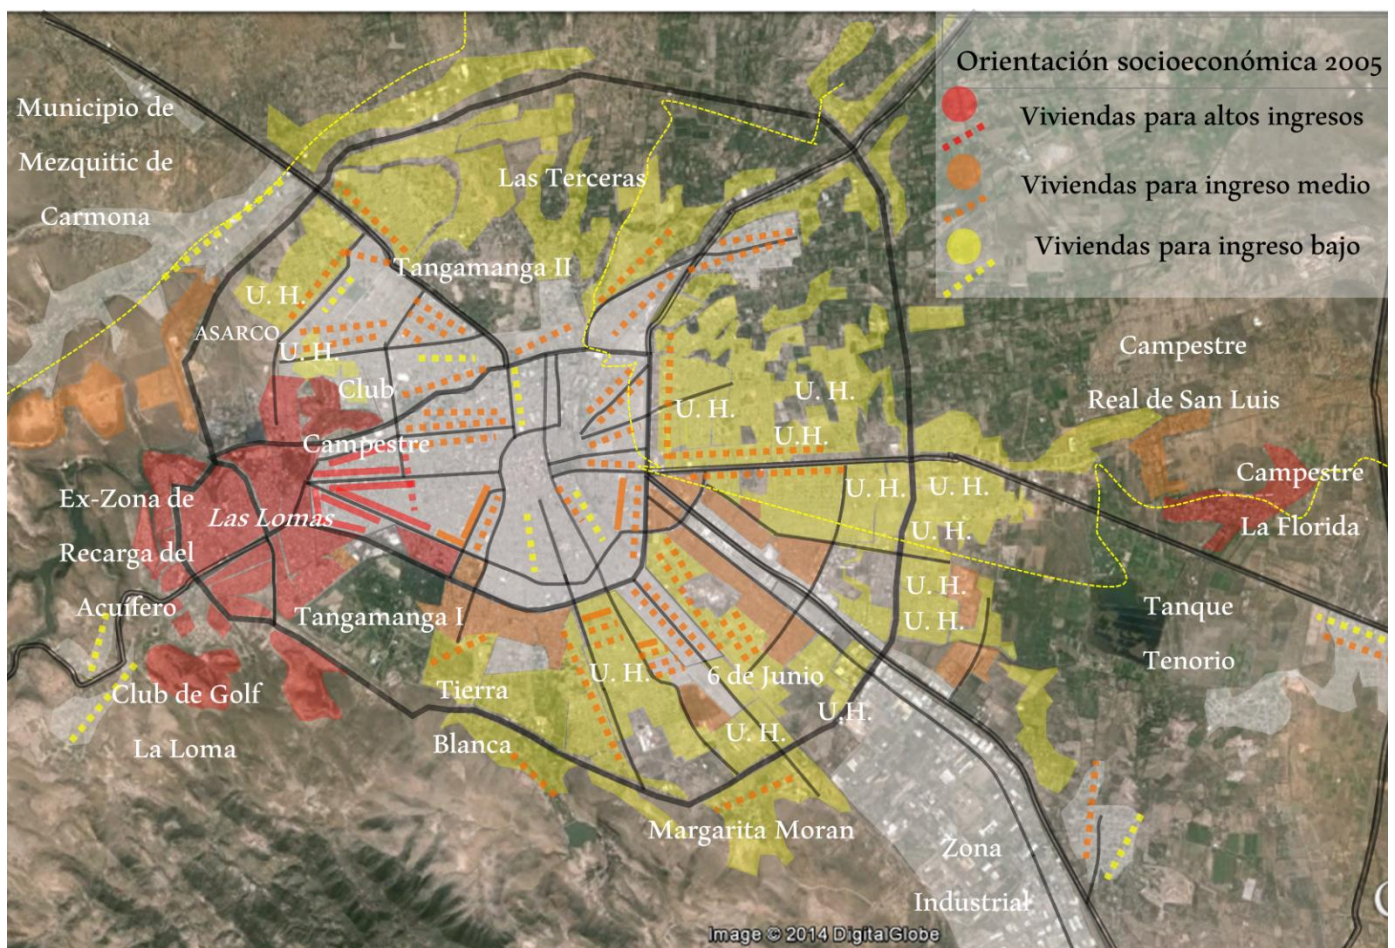 Orientación socioeconómica 2005
Viviendas para altos ingresos
Viviendas para ingreso medio
Viviendas para ingreso bajo
Municipio de
Mezquitic de
Carmona
Las Terceras
Tangamanga II
U. H.
ASARCO
U. H.
Club
Campestre
U. H.
U. H.
U.H.
Campestre
Real de San Luis
Campestre
La Florida
Ex-Zona de
Recarga del
Acuífero
Las Lomas
U. H.
U. H.
U. H.
U. H.
U. H.
Tangamanga I
Tanque
Tenorio
Club de Golf
La Loma
Tierra
Blanca
U. H.
6 de Junio
U. H.
U.H.
Margarita Moran
Zona
Industrial
Image © 2014 DigitalGlobe